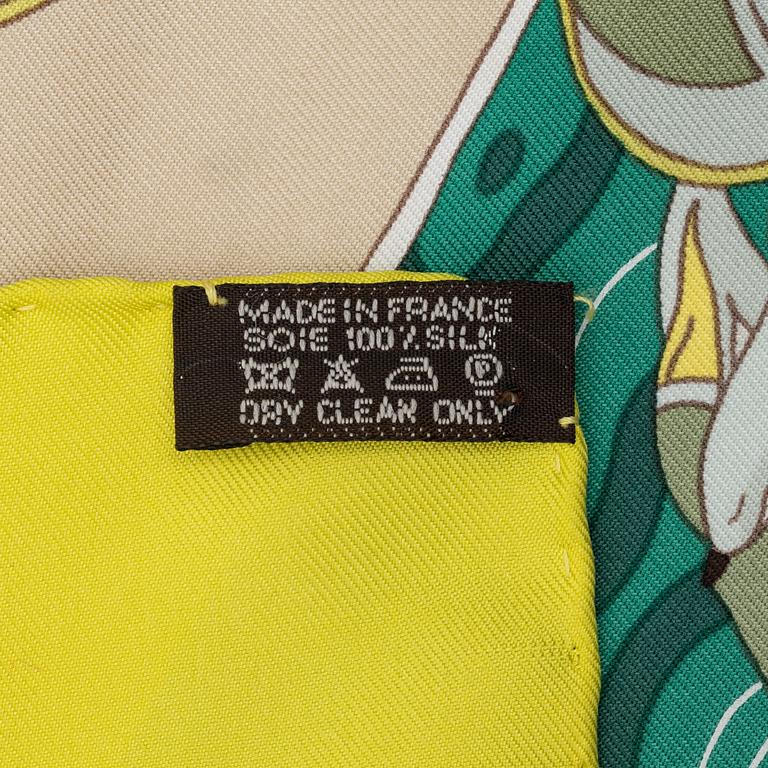 MADE IN FRANCE
SOIE 100% SILK
DRY CLEAN ONLY